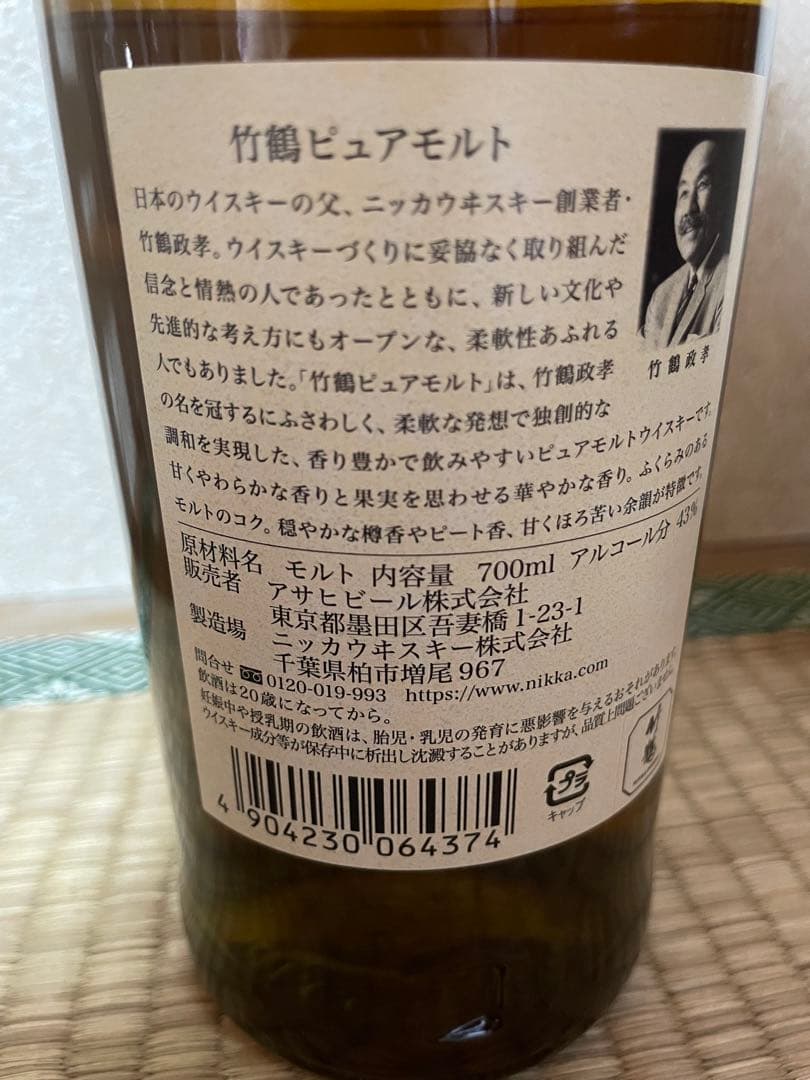 竹鶴ピュアモルト
日本のウイスキーの父、ニッカウヰスキー創業者・
竹鶴政孝。ウイスキーづくりに妥協なく取り組んだ
信念と情熱の人であったとともに、新しい文化や
先進的な考え方にもオープンな、柔軟性あふれる
人でもありました。「竹鶴ピュアモルト」は、竹鶴政孝
の名を冠するにふさわしく、柔軟な発想で独創的な
調和を実現した、香り豊かで飲みやすいピュアモルトウイスキーです。
甘くやわらかな香りと果実を思わせる華やかな香り。ふくらみのある
モルトのコク。穏やかな樽香やピート香、甘くほろ苦い余韻が特徴です。
竹鶴政孝
原材料名 モルト 内容量 700ml アルコール分 43%
販売者 アサヒビール株式会社
東京都墨田区吾妻橋1-23-1
製造場 ニッカウヰスキー株式会社
千葉県柏市増尾967
問合せ 0120-019-993 https://www.nikka.com
飲酒は20歳になってから。
妊娠中や授乳期の飲酒は、胎児・乳児の発育に悪影響を与えるおそれがあります。
ウイスキー成分等が保存中に析出し沈澱することがありますが、品質上問題ございません。
4 904230 064374
プラ
キャップ
竹鶴